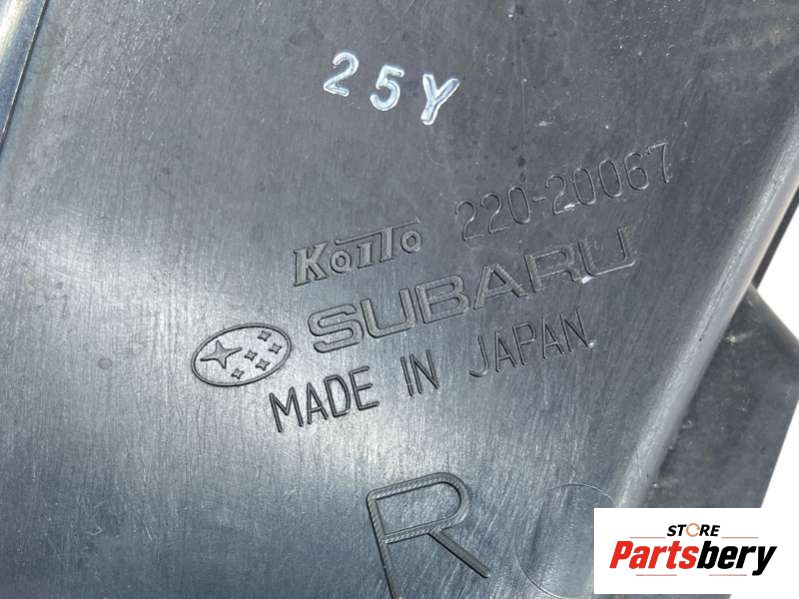 25Y
KoiTo 220-20067
SUBARU
MADE IN JAPAN
R
STORE
Partsbery